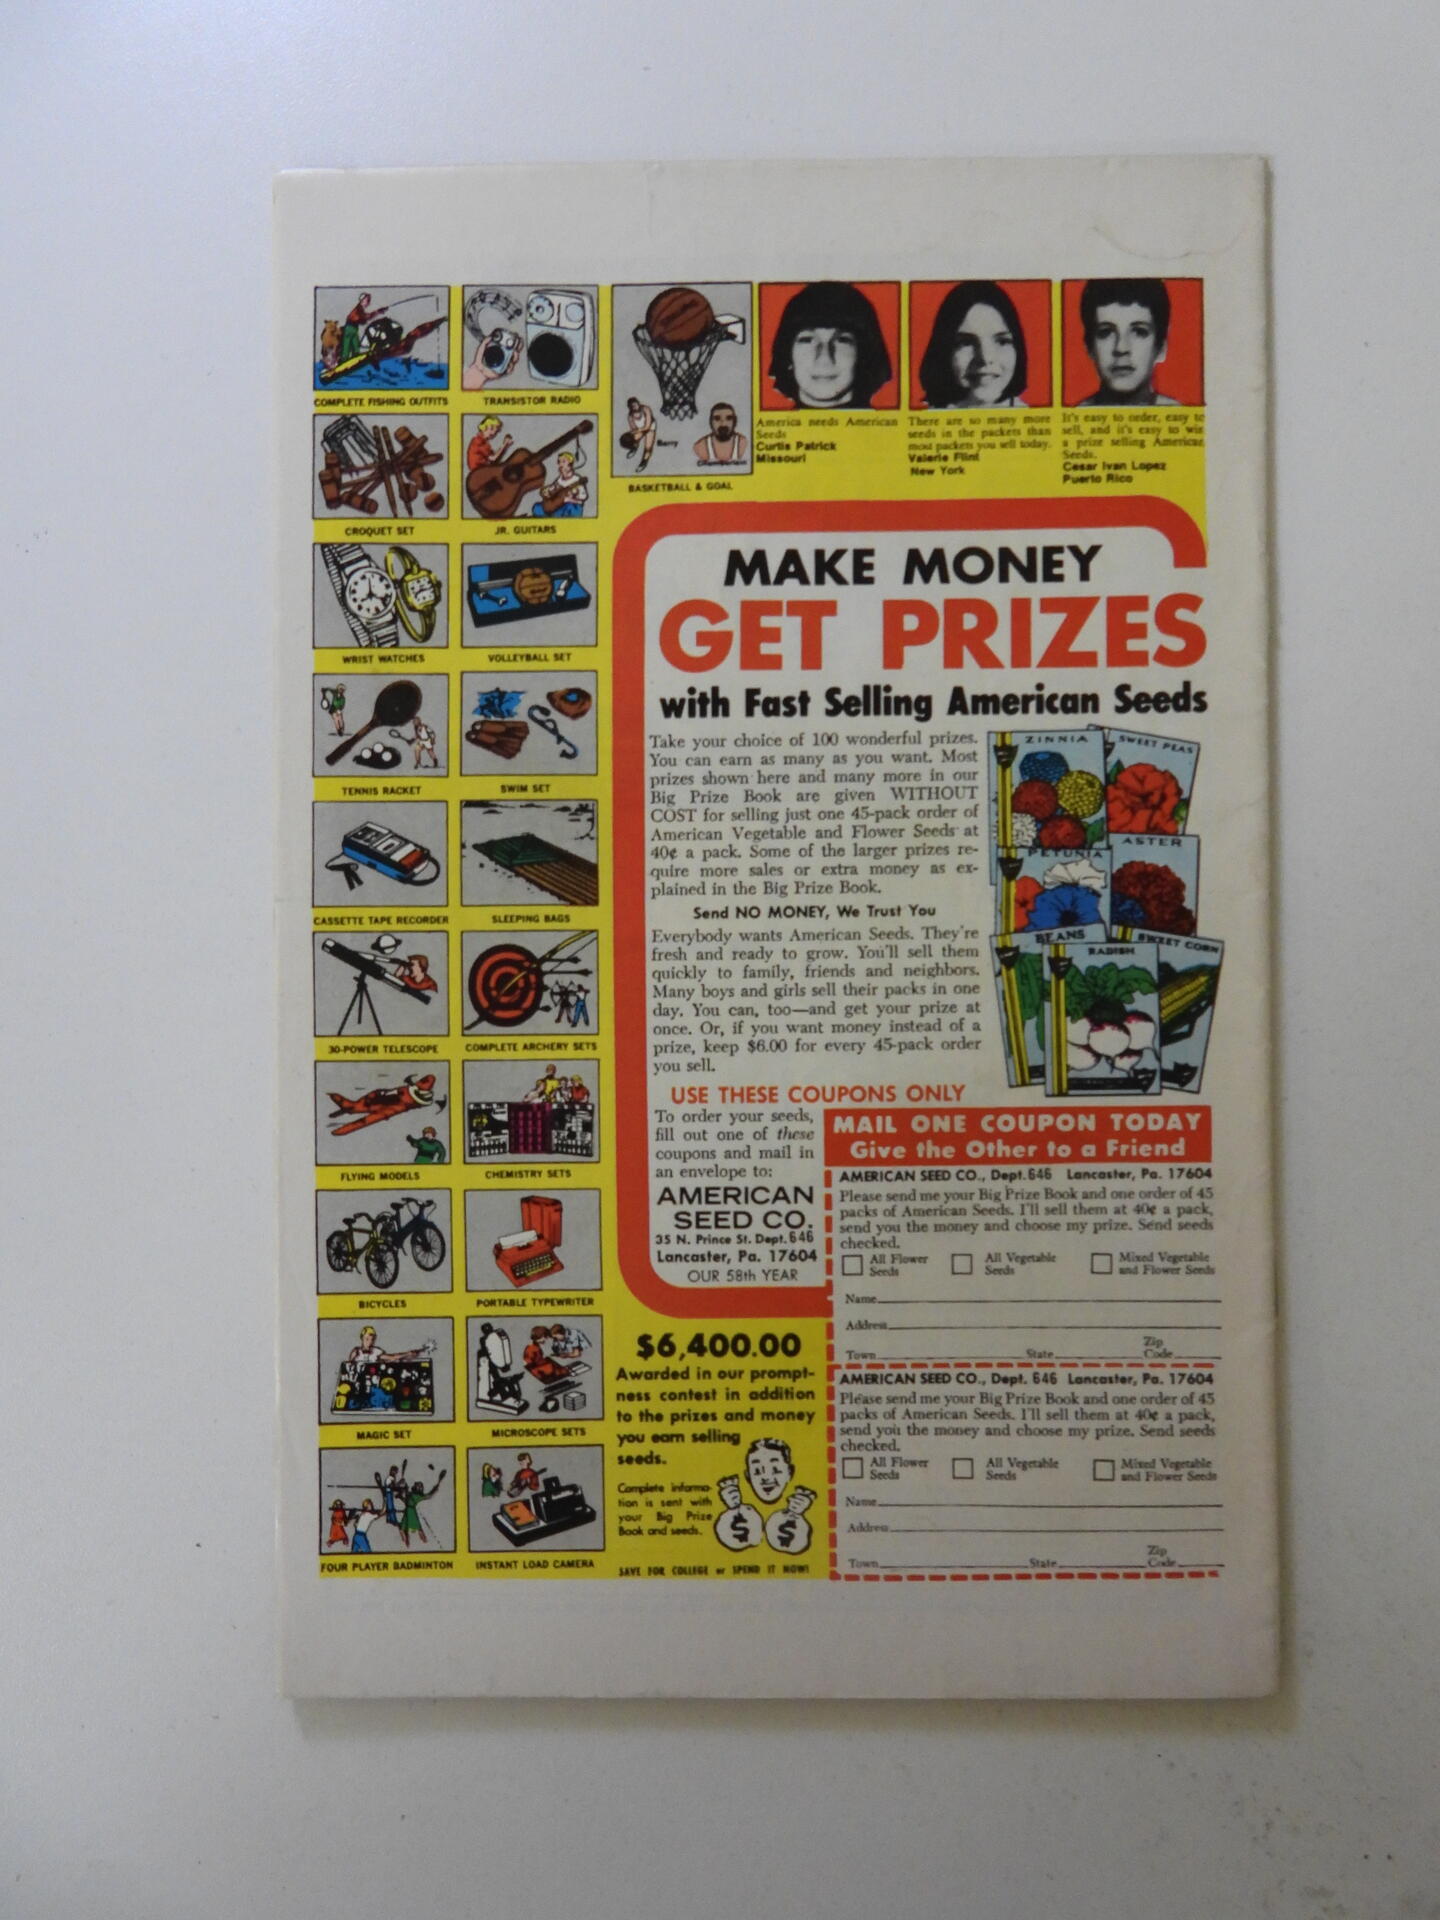 COMPLETE FISHING OUTFITS
TRANSISTOR RADIO
CROQUET SET
JR. GUITARS
WRIST WATCHES
VOLLEYBALL SET
TENNIS RACKET
SWIM SET
CASSETTE TAPE RECORDER
SLEEPING BAGS
30-POWER TELESCOPE
COMPLETE ARCHERY SETS
FLYING MODELS
CHEMISTRY SETS
BICYCLES
PORTABLE TYPEWRITER
MAGIC SET
MICROSCOPE SETS
FOUR PLAYER BADMINTON
INSTANT LOAD CAMERA
Barry
Chamberlain
BASKETBALL & GOAL
America needs American
Seeds
Curtis Patrick
Missouri
There are so many more
seeds in the packets than
most packets you sell today.
Valerie Flint
New York
It's easy to order, easy to
sell, and it's easy to win
a prize selling American
Seeds.
Cesar Ivan Lopez
Puerto Rico
MAKE MONEY
GET PRIZES
with Fast Selling American Seeds
Take your choice of 100 wonderful prizes.
You can earn as many as you want. Most
prizes shown here and many more in our
Big Prize Book are given WITHOUT
COST for selling just one 45-pack order of
American Vegetable and Flower Seeds at
40¢ a pack. Some of the larger prizes re-
quire more sales or extra money as ex-
plained in the Big Prize Book.
Send NO MONEY, We Trust You
Everybody wants American Seeds. They're
fresh and ready to grow. You'll sell them
quickly to family, friends and neighbors.
Many boys and girls sell their packs in one
day. You can, too—and get your prize at
once. Or, if you want money instead of a
prize, keep $6.00 for every 45-pack order
you sell.
ZINNIA
SWEET PEAS
PETUNIA
ASTER
BEANS
RADISH
SWEET CORN
USE THESE COUPONS ONLY
To order your seeds,
fill out one of these
coupons and mail in
an envelope to:
AMERICAN
SEED CO.
35 N. Prince St. Dept. 646
Lancaster, Pa. 17604
OUR 58th YEAR
MAIL ONE COUPON TODAY
Give the Other to a Friend
AMERICAN SEED CO., Dept. 646 Lancaster, Pa. 17604
Please send me your Big Prize Book and one order of 45
packs of American Seeds. I'll sell them at 40¢ a pack,
send you the money and choose my prize. Send seeds
checked.
All Flower Seeds
All Vegetable Seeds
Mixed Vegetable and Flower Seeds
Name
Address
Town State Zip Code
AMERICAN SEED CO., Dept. 646 Lancaster, Pa. 17604
Please send me your Big Prize Book and one order of 45
packs of American Seeds. I'll sell them at 40¢ a pack,
send you the money and choose my prize. Send seeds
checked.
All Flower Seeds
All Vegetable Seeds
Mixed Vegetable and Flower Seeds
Name
Address
Town State Zip Code
$6,400.00
Awarded in our prompt-
ness contest in addition
to the prizes and money
you earn selling
seeds.
Complete informa-
tion is sent with
your Big Prize
Book and seeds.
$ $
SAVE FOR COLLEGE or SPEND IT NOW!